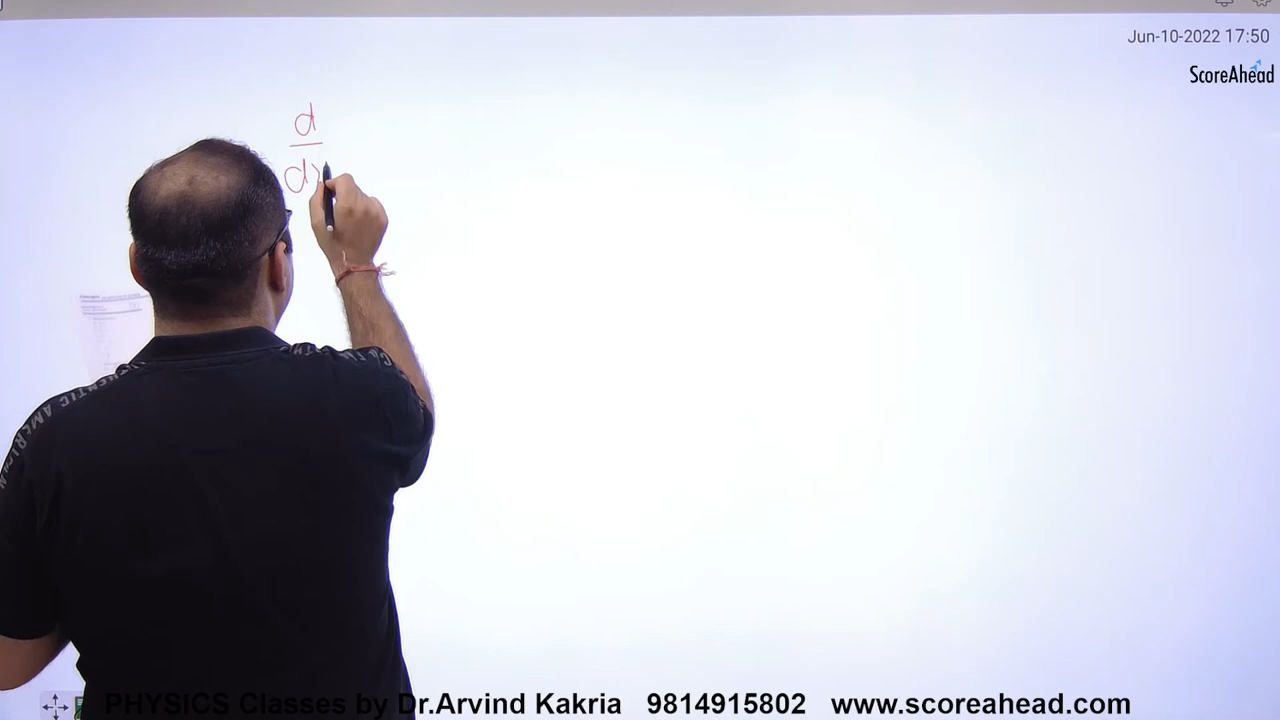 Jun-10-2022 17:50
ScoreAhead
d
d
PHYSICS Classes by Dr.Arvind Kakria 9814915802 www.scoreahead.com